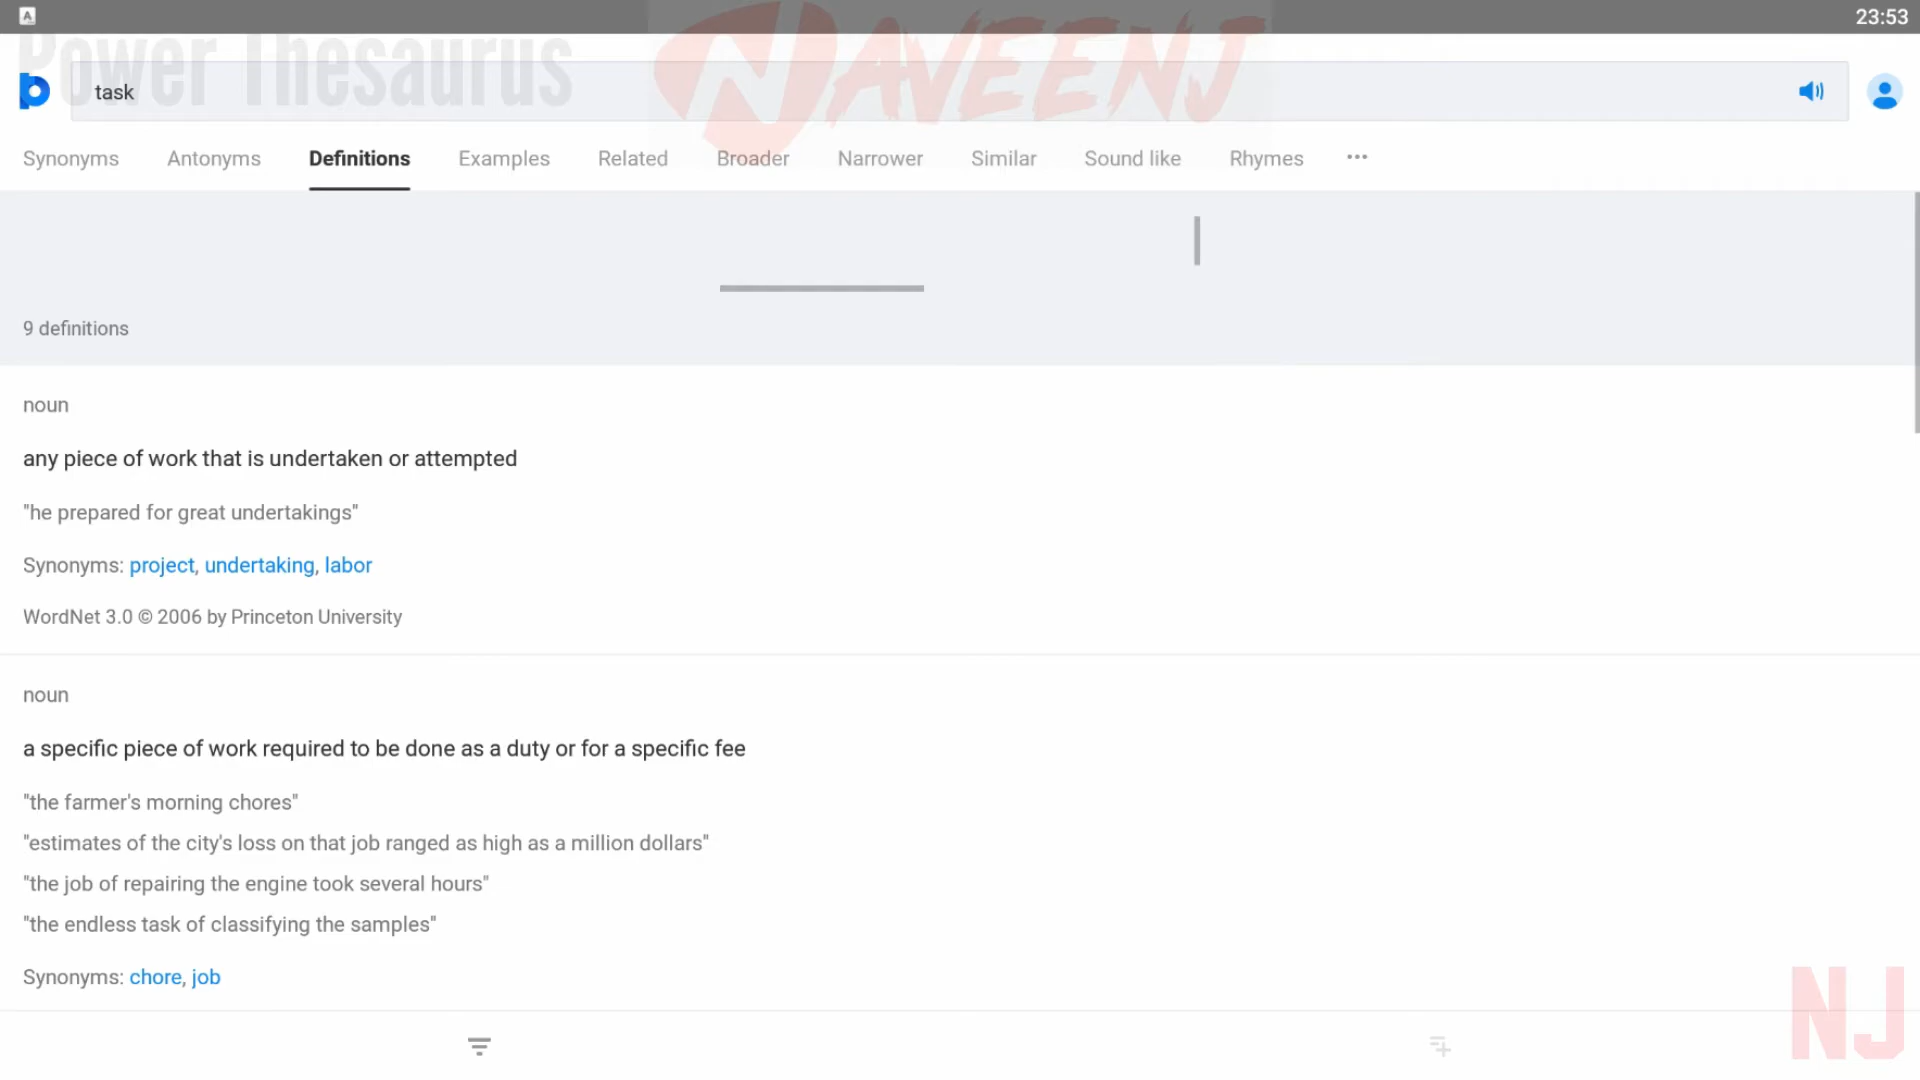 A
23:53
Power Thesaurus
NAVEENJ
task
Synonyms Antonyms Definitions Examples Related Broader Narrower Similar Sound like Rhymes ...
9 definitions
noun
any piece of work that is undertaken or attempted
"he prepared for great undertakings"
Synonyms: project, undertaking, labor
WordNet 3.0 © 2006 by Princeton University
noun
a specific piece of work required to be done as a duty or for a specific fee
"the farmer's morning chores"
"estimates of the city's loss on that job ranged as high as a million dollars"
"the job of repairing the engine took several hours"
"the endless task of classifying the samples"
Synonyms: chore, job
NJ